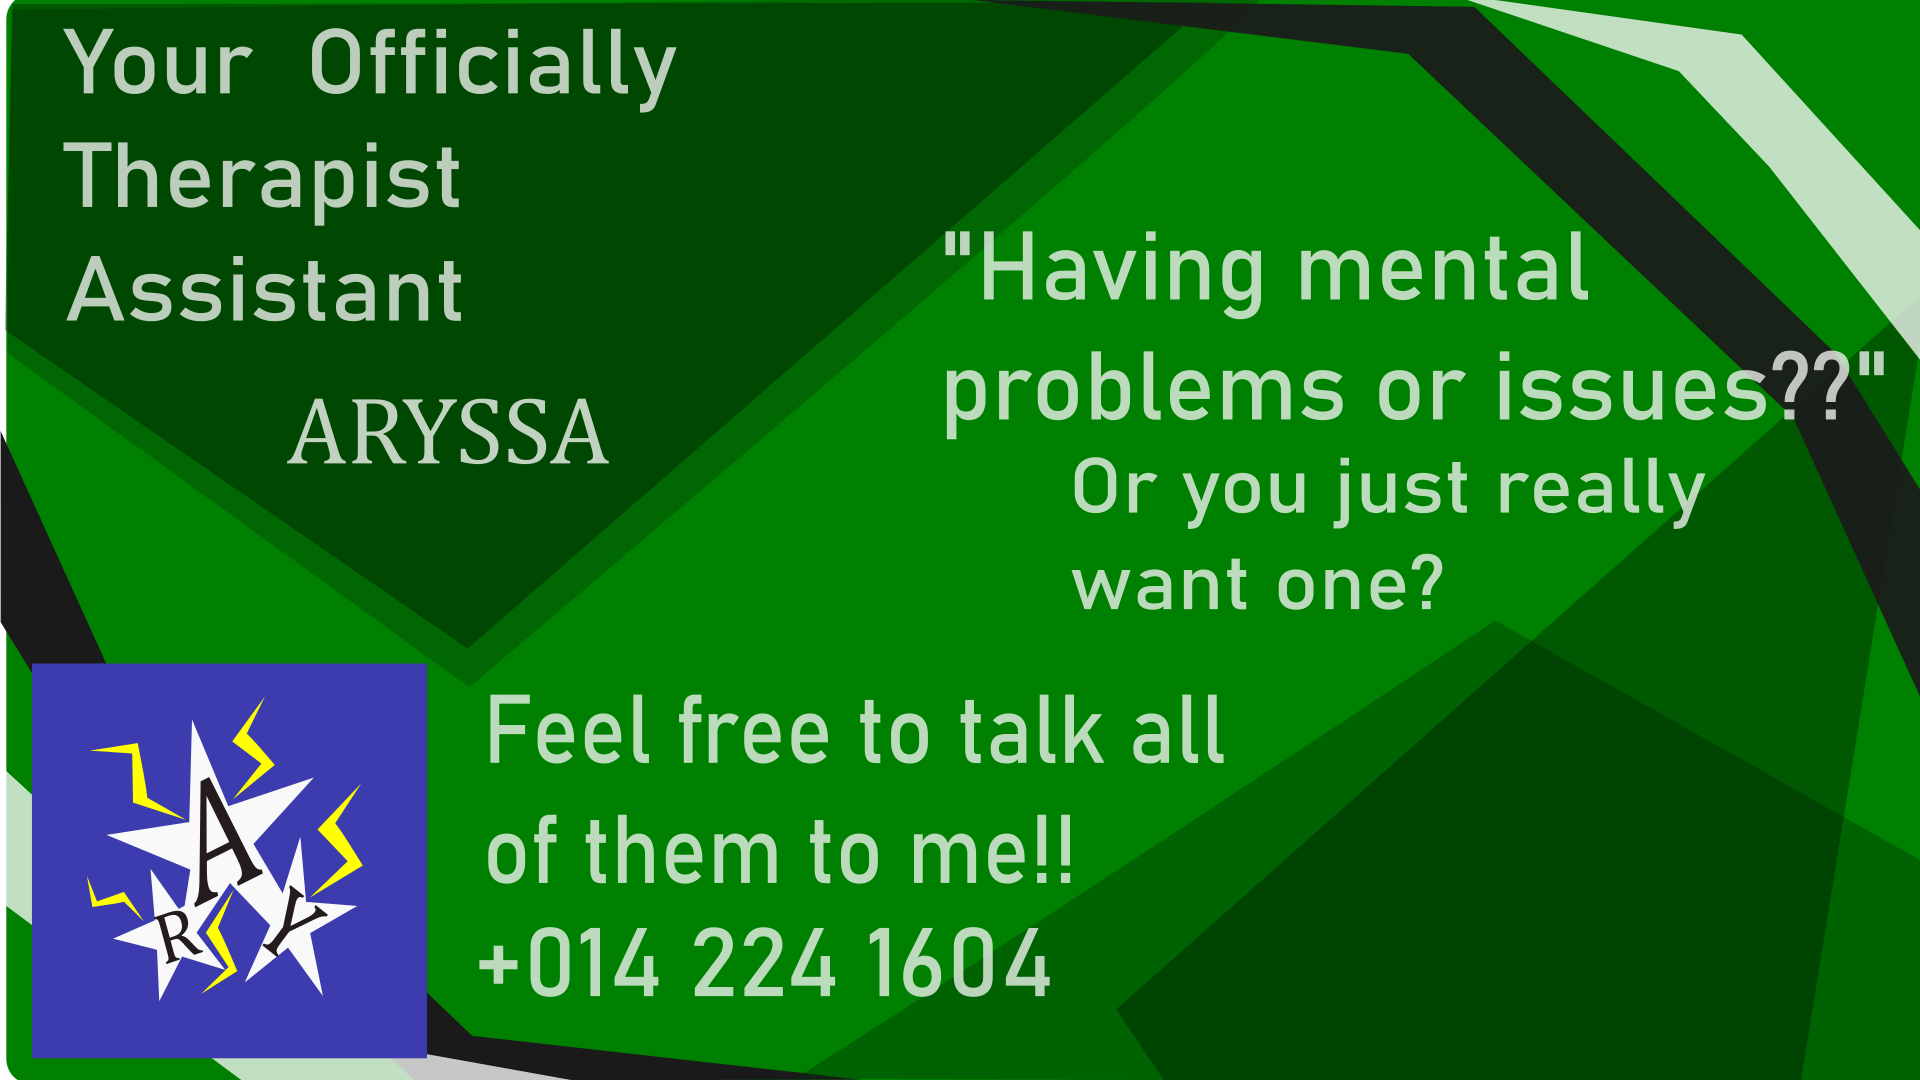 Your Officially
Therapist
Assistant
ARYSSA
"Having mental
problems or issues??"
Or you just really
want one?
Feel free to talk all
of them to me!!
+014 224 1604
A
R
Y